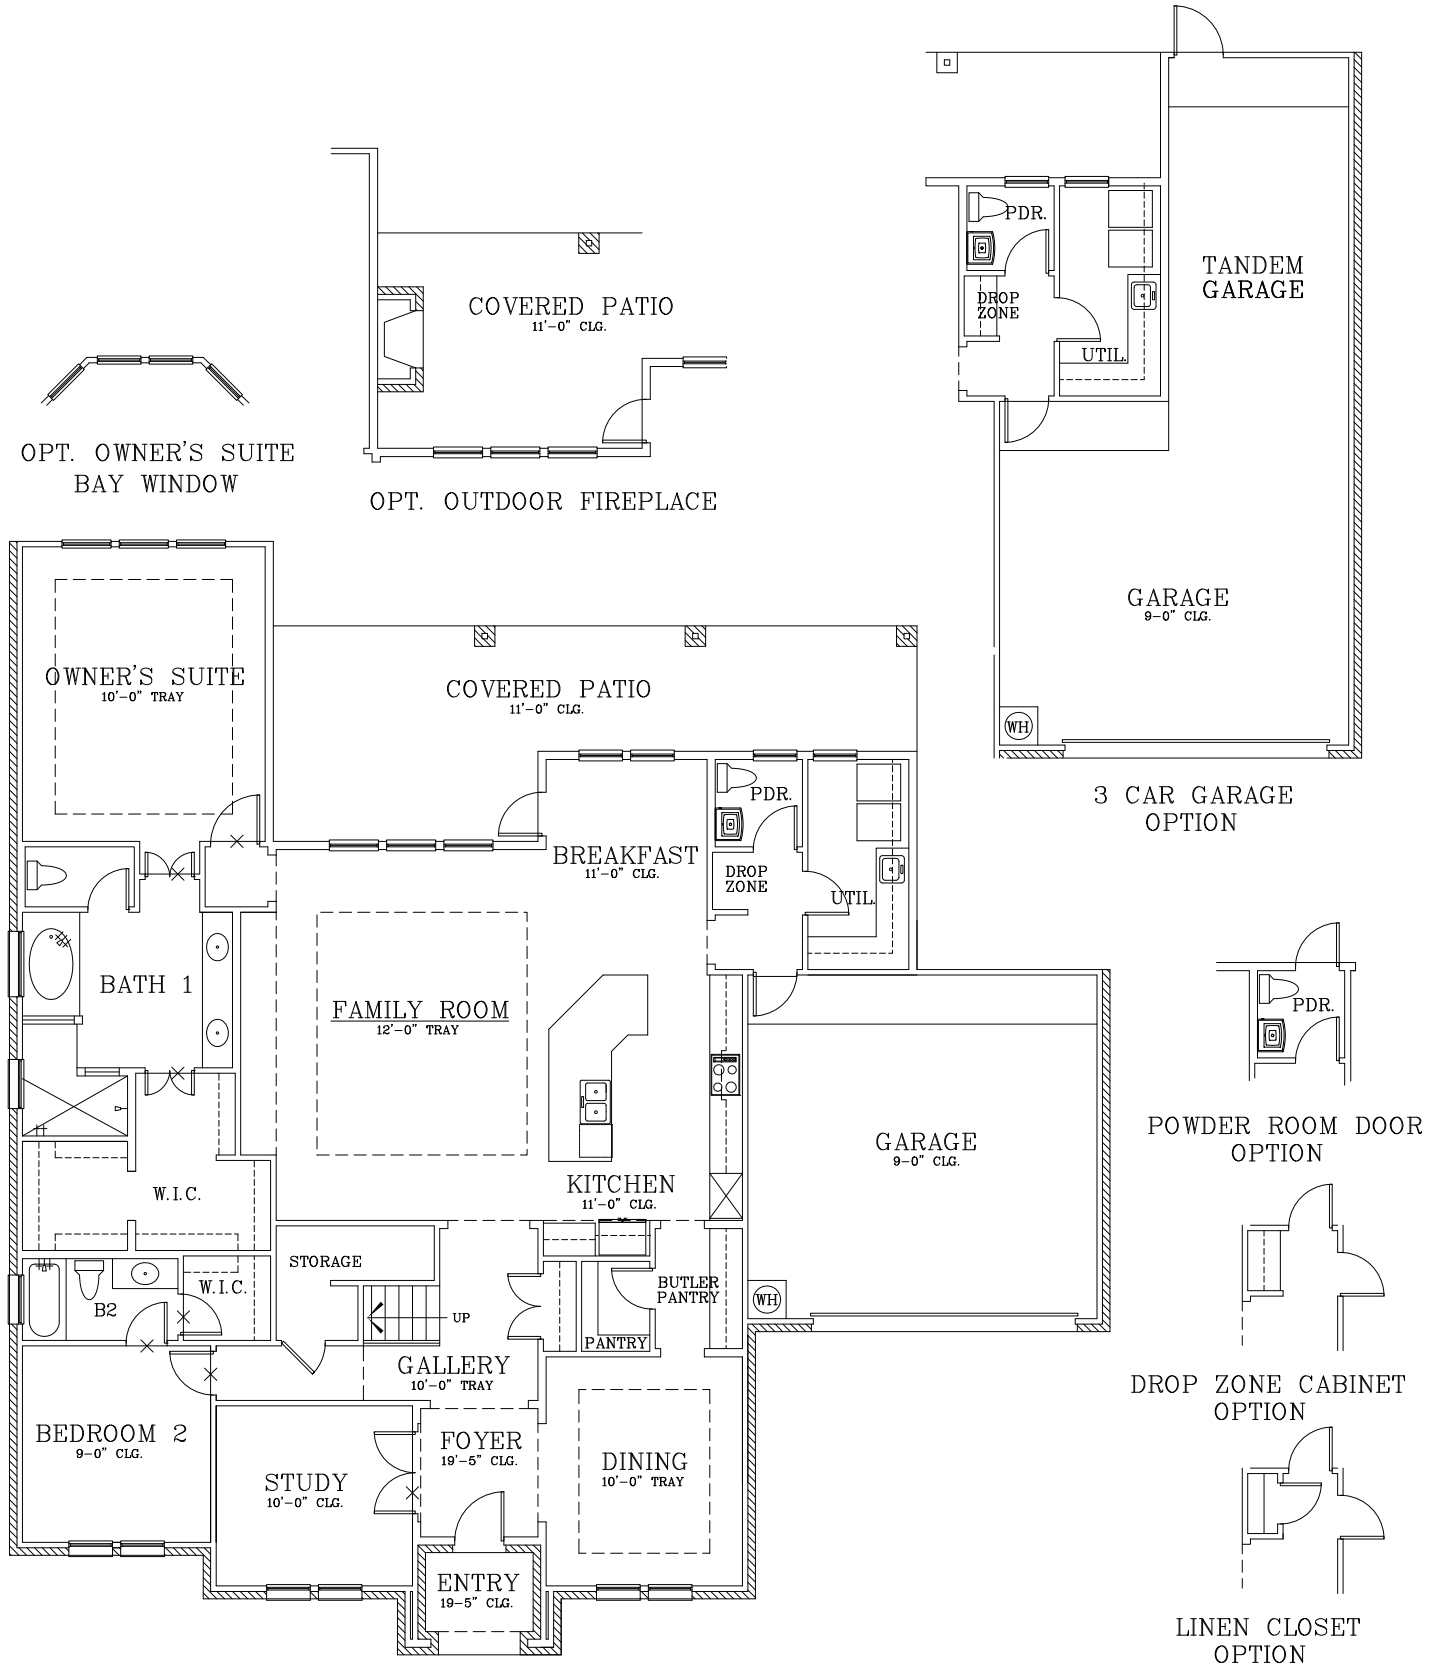 COVERED PATIO
11'-0" CLG.
OPT. OWNER'S SUITE
BAY WINDOW
OPT. OUTDOOR FIREPLACE
PDR.
DROP
ZONE
UTIL.
TANDEM
GARAGE
GARAGE
9-0" CLG.
WH
3 CAR GARAGE
OPTION
OWNER'S SUITE
10'-0" TRAY
COVERED PATIO
11'-0" CLG.
BREAKFAST
11'-0" CLG.
PDR.
DROP
ZONE
UTIL.
BATH 1
FAMILY ROOM
12'-0" TRAY
GARAGE
9-0" CLG.
KITCHEN
11'-0" CLG.
W.I.C.
STORAGE
W.I.C.
B2
UP
BUTLER
PANTRY
PANTRY
WH
GALLERY
10'-0" TRAY
BEDROOM 2
9-0" CLG.
STUDY
10'-0" CLG.
FOYER
19'-5" CLG.
DINING
10'-0" TRAY
ENTRY
19-5" CLG.
PDR.
POWDER ROOM DOOR
OPTION
DROP ZONE CABINET
OPTION
LINEN CLOSET
OPTION